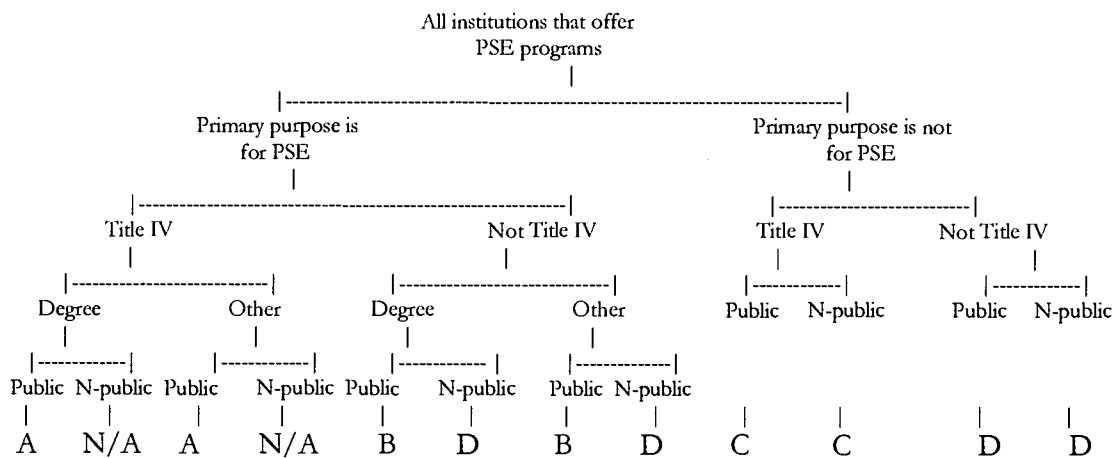 All institutions that offer
PSE programs
Primary purpose is
for PSE
Primary purpose is not
for PSE
Title IV
Not Title IV
Title IV
Not Title IV
Degree
Other
Degree
Other
Public
N-public
Public
N-public
Public
N-public
Public
N-public
Public
N-public
Public
N-public
A
N/A
A
N/A
B
D
B
D
C
C
D
D